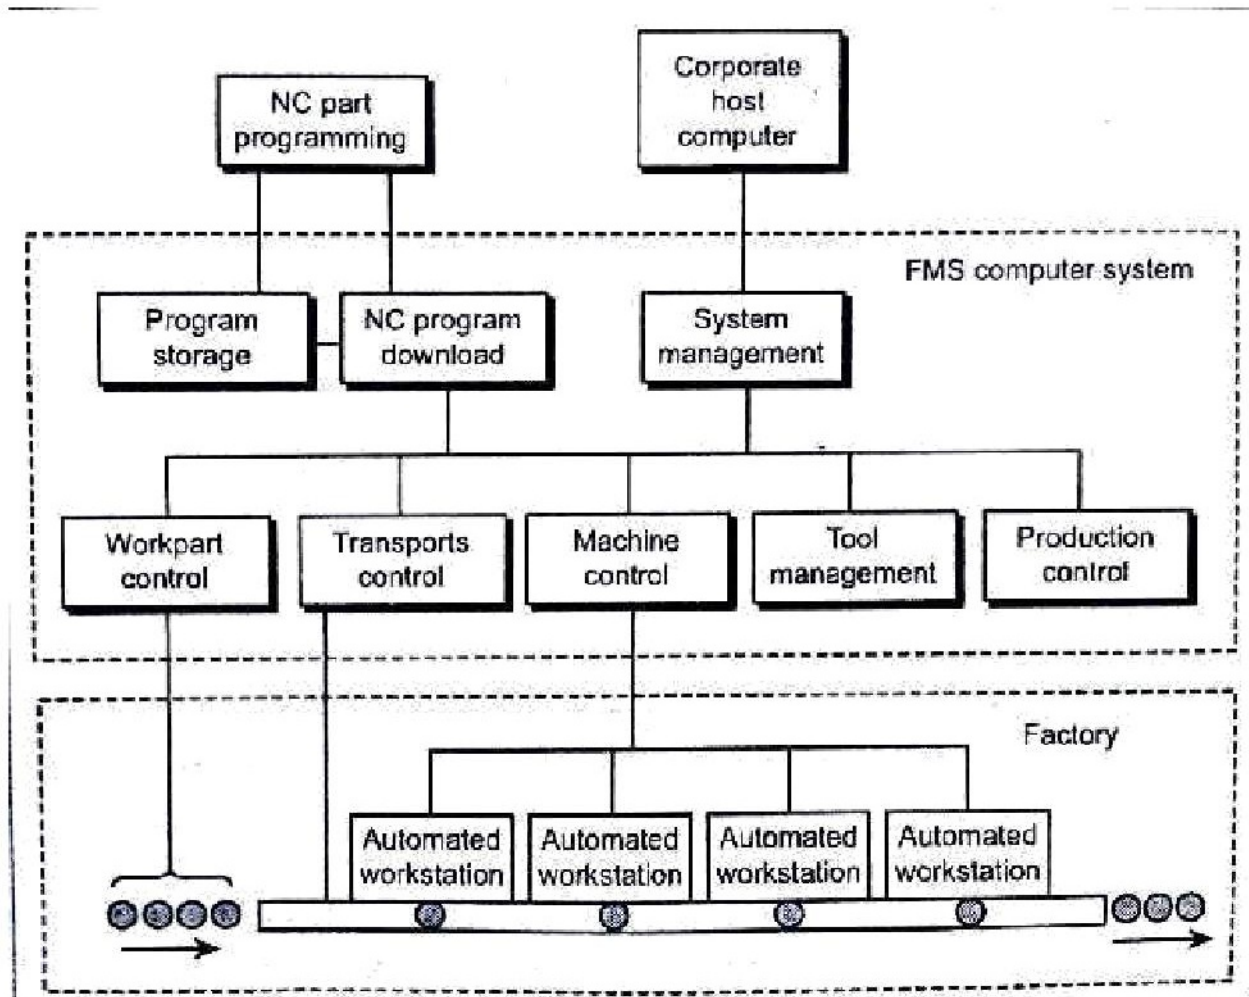 NC part
programming
Corporate
host
computer
FMS computer system
Program
storage
NC program
download
System
management
Workpart
control
Transports
control
Machine
control
Tool
management
Production
control
Factory
Automated
workstation
Automated
workstation
Automated
workstation
Automated
workstation